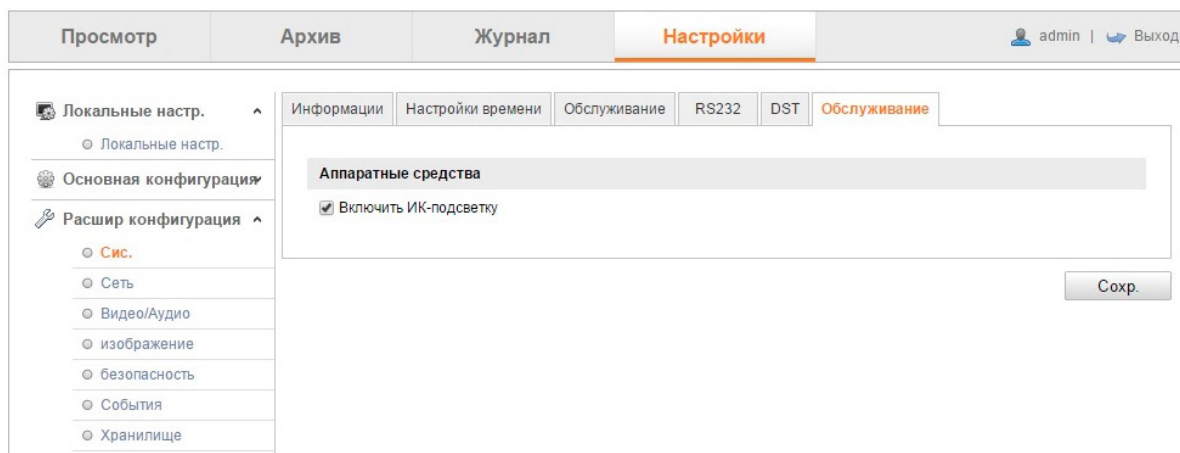 Просмотр
Архив
Журнал
Настройки
admin | Выход
Локальные настр.
Локальные настр.
Основная конфигурация
Расшир конфигурация
Сис.
Сеть
Видео/Аудио
изображение
безопасность
События
Хранилище
Информации
Настройки времени
Обслуживание
RS232
DST
Обслуживание
Аппаратные средства
Включить ИК-подсветку
Сохр.